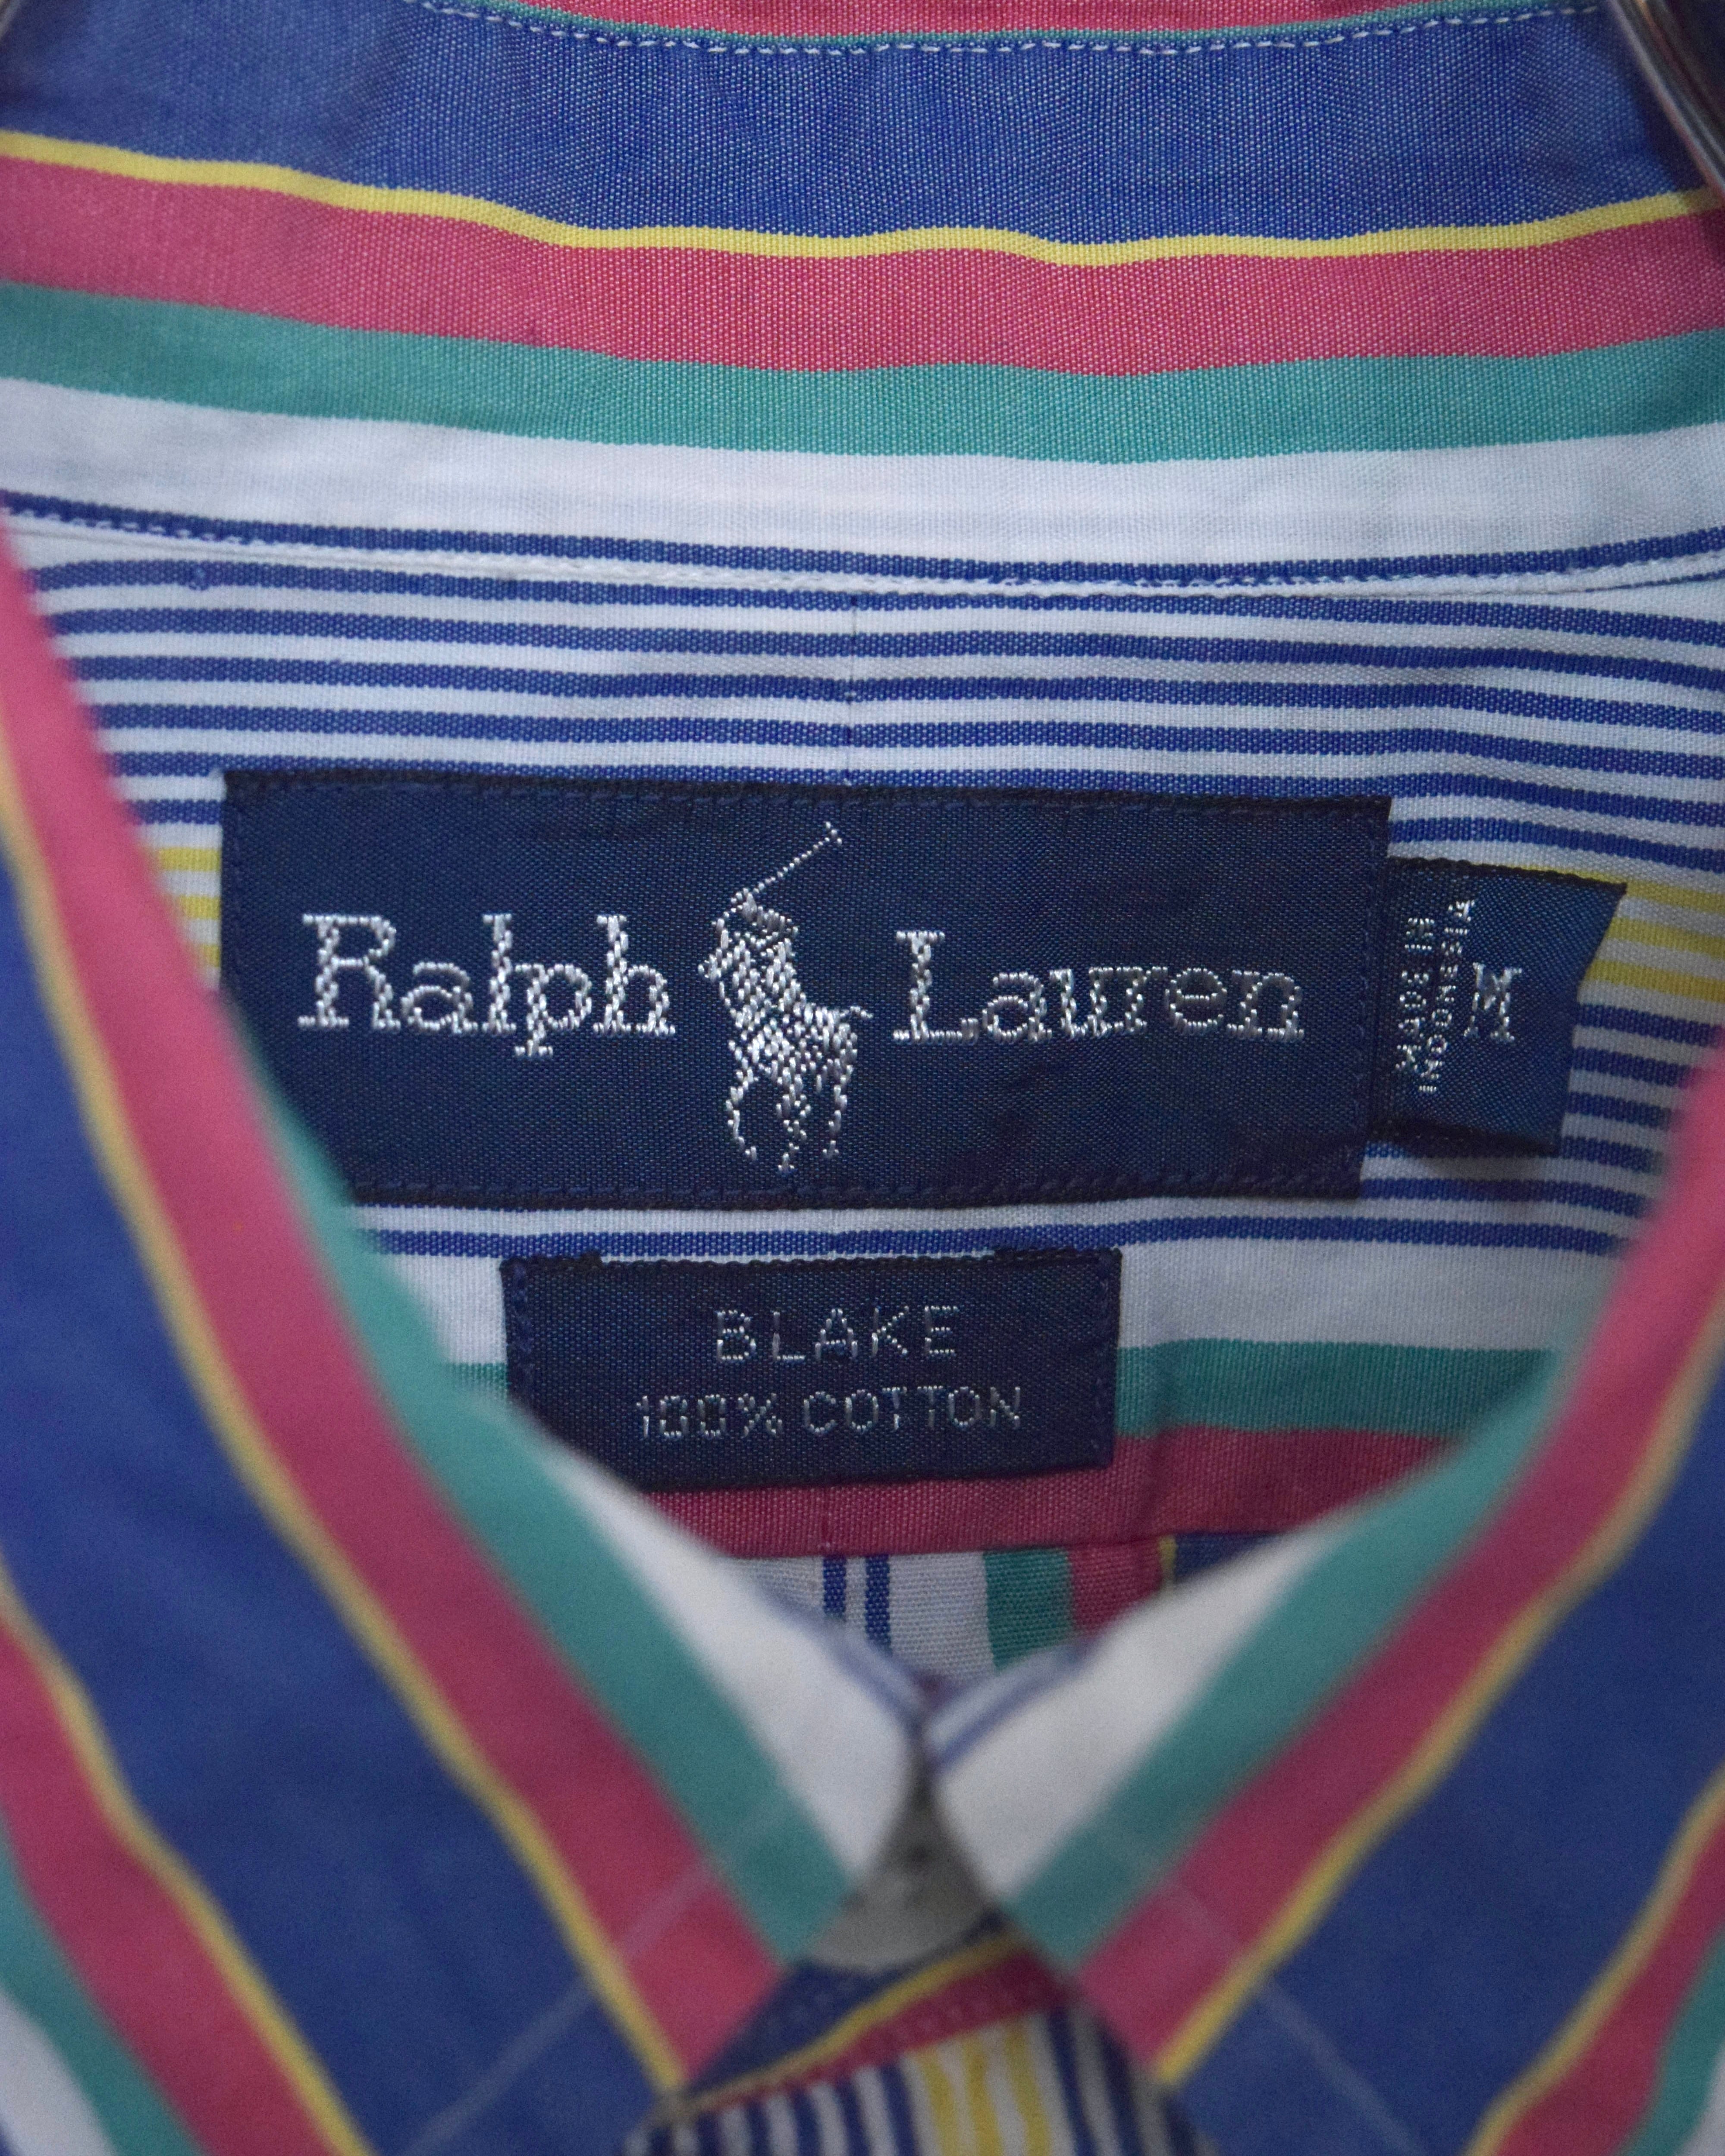 Ralph Lauren
MADE IN
INDONESIA
M
BLAKE
100% COTTON